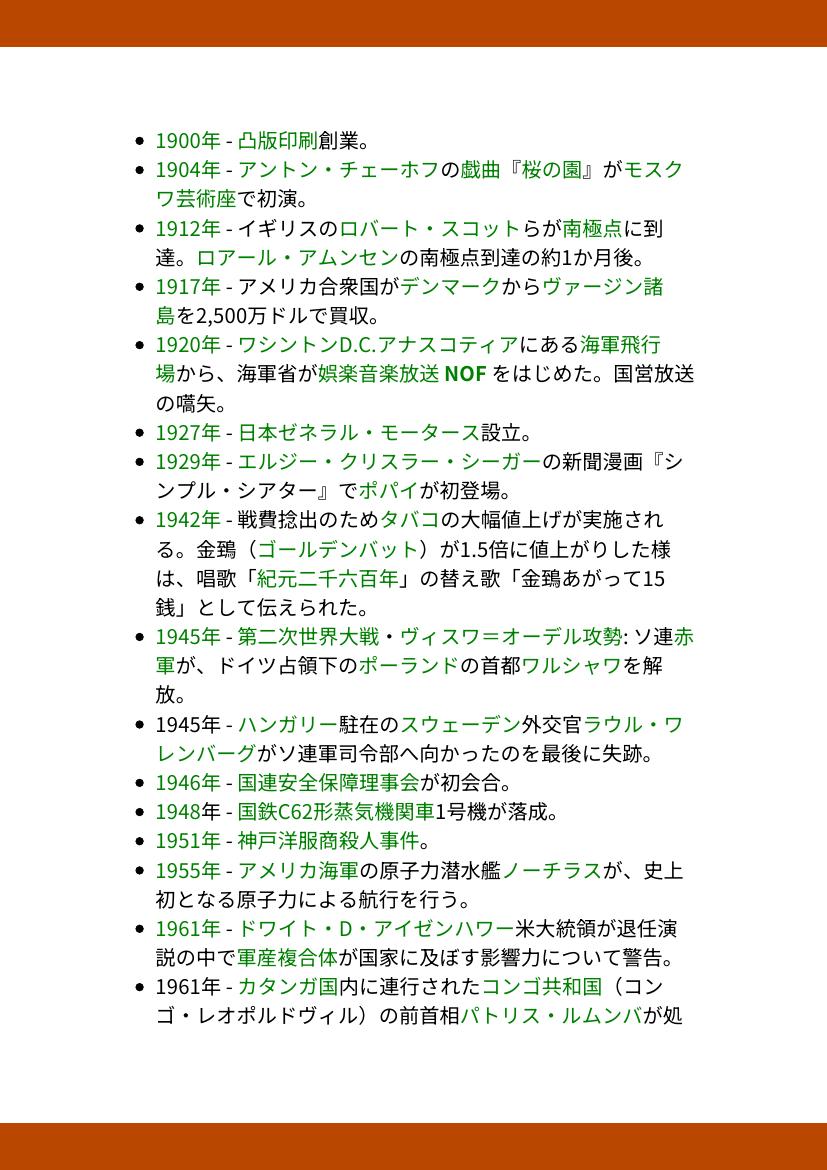 1900年 - 凸版印刷創業。
1904年 - アントン・チェーホフの戯曲『桜の園』がモスク
ワ芸術座で初演。
1912年 - イギリスのロバート・スコットらが南極点に到
達。ロアール・アムンセンの南極点到達の約1か月後。
1917年 - アメリカ合衆国がデンマークからヴァージン諸
島を2,500万ドルで買収。
1920年 - ワシントンD.C.アナスコティアにある海軍飛行
場から、海軍省が娯楽音楽放送 NOF をはじめた。国営放送
の嚆矢。
1927年 - 日本ゼネラル・モータース設立。
1929年 - エルジー・クリスラー・シーガーの新聞漫画『シ
ンプル・シアター』でポパイが初登場。
1942年 - 戦費捻出のためタバコの大幅値上げが実施され
る。金鵄（ゴールデンバット）が1.5倍に値上がりした様
は、唱歌「紀元二千六百年」の替え歌「金鵄あがって15
銭」として伝えられた。
1945年 - 第二次世界大戦・ヴィスワ＝オーデル攻勢: ソ連赤
軍が、ドイツ占領下のポーランドの首都ワルシャワを解
放。
1945年 - ハンガリー駐在のスウェーデン外交官ラウル・ワ
レンバーグがソ連軍司令部へ向かったのを最後に失跡。
1946年 - 国連安全保障理事会が初会合。
1948年 - 国鉄C62形蒸気機関車1号機が落成。
1951年 - 神戸洋服商殺人事件。
1955年 - アメリカ海軍の原子力潜水艦ノーチラスが、史上
初となる原子力による航行を行う。
1961年 - ドワイト・D・アイゼンハワー米大統領が退任演
説の中で軍産複合体が国家に及ぼす影響力について警告。
1961年 - カタンガ国内に連行されたコンゴ共和国（コン
ゴ・レオポルドヴィル）の前首相パトリス・ルムンバが処